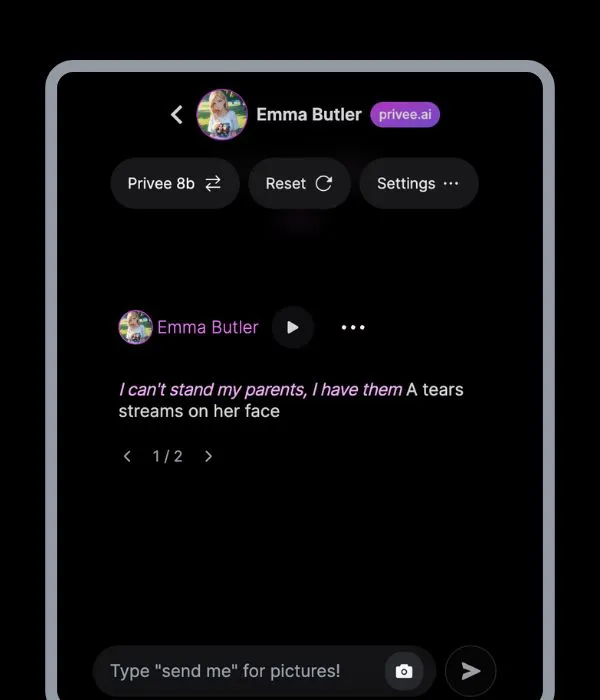 Emma Butler privee.ai
Privee 8b Reset Settings
Emma Butler
I can't stand my parents, I have them A tears
streams on her face
1 / 2
Type "send me" for pictures!